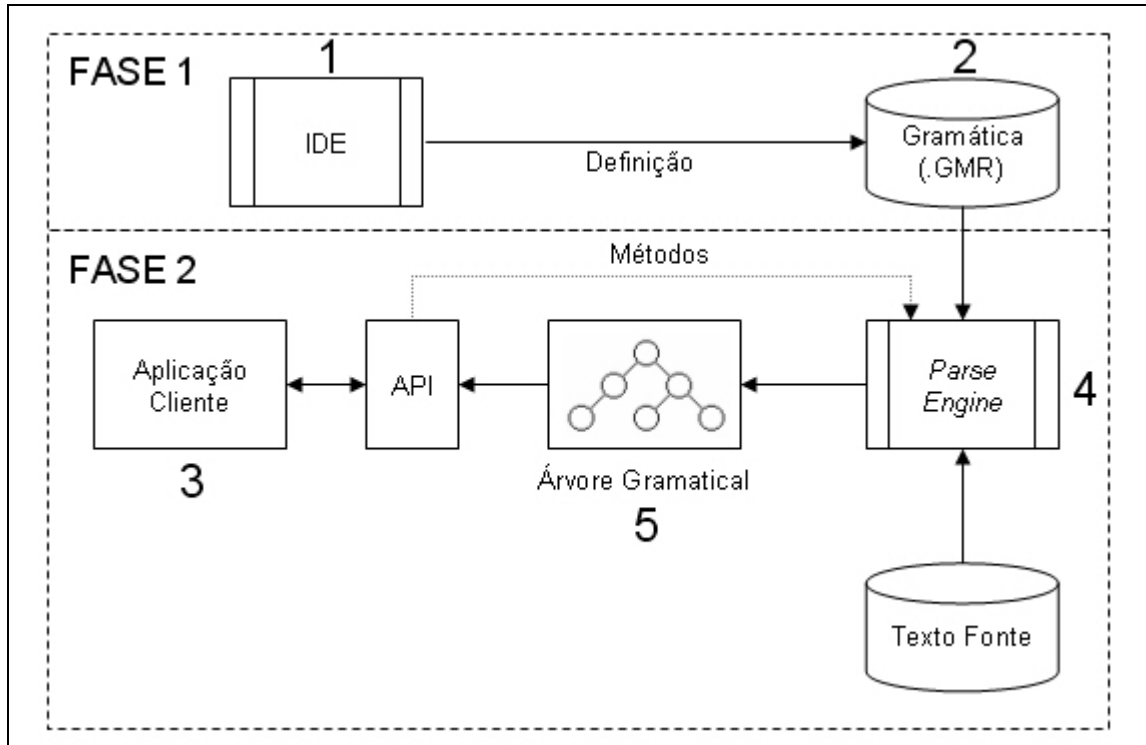 FASE 1
1
IDE
Definição
2
Gramática
(.GMR)
FASE 2
Métodos
Aplicação
Cliente
3
API
Árvore Gramatical
5
Parse
Engine
4
Texto Fonte